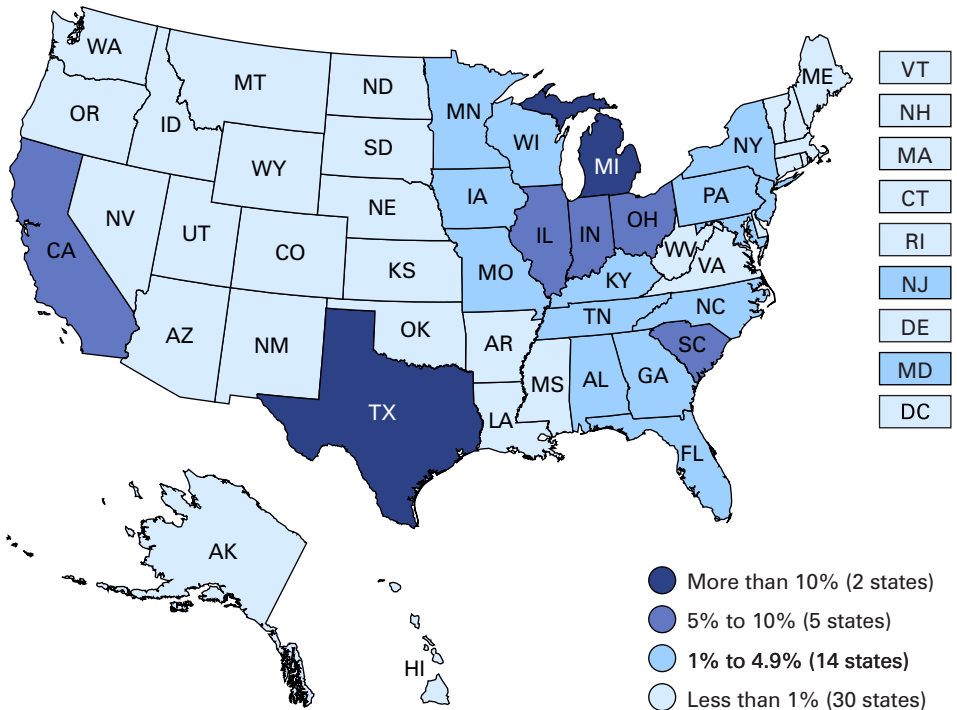 WA
MT
ND
MN
ME
VT
OR
ID
SD
WI
NY
NH
WY
MI
MA
NE
IA
PA
CT
NV
UT
CO
IL
IN
OH
RI
CA
KS
MO
WV
VA
KY
NJ
AZ
NM
OK
AR
TN
NC
DE
SC
MS
AL
GA
MD
TX
LA
FL
DC
AK
HI
More than 10% (2 states)
5% to 10% (5 states)
1% to 4.9% (14 states)
Less than 1% (30 states)